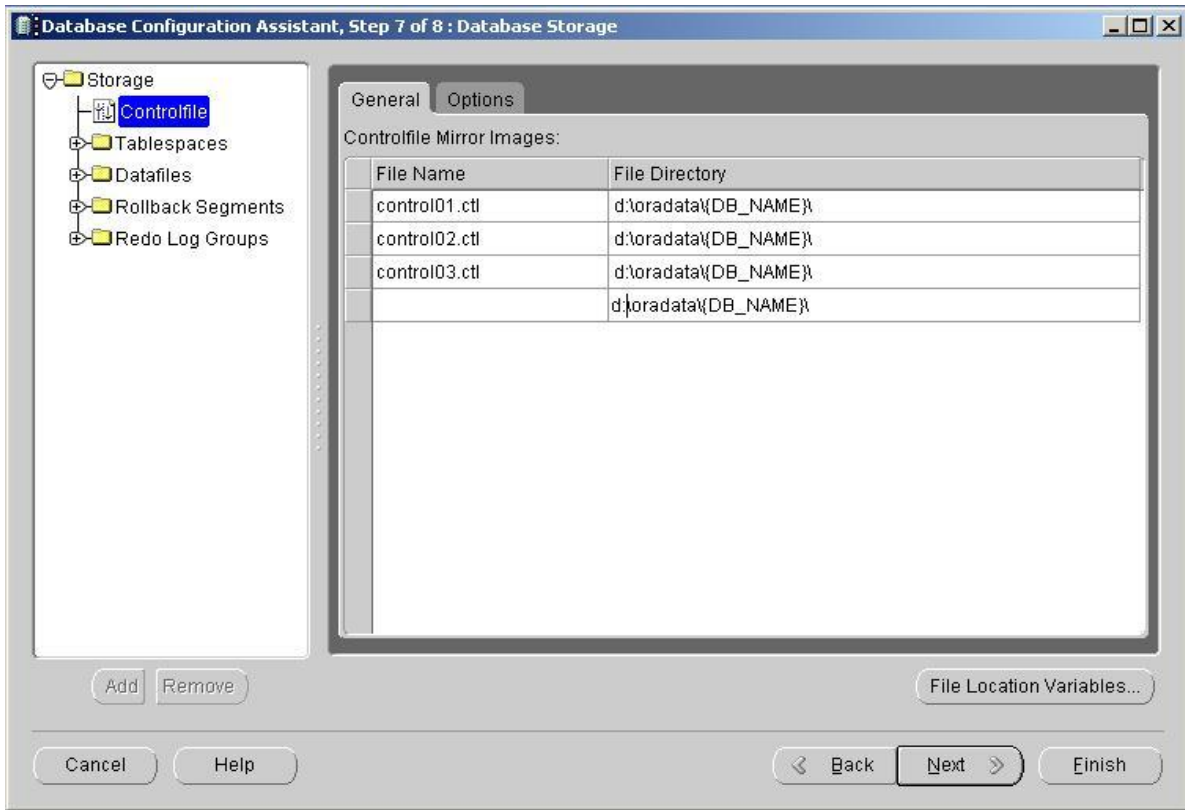 Database Configuration Assistant, Step 7 of 8 : Database Storage
Storage
Controlfile
Tablespaces
Datafiles
Rollback Segments
Redo Log Groups
General Options
Controlfile Mirror Images:
File Name File Directory
control01.ctl d:\oradata\{DB_NAME}\
control02.ctl d:\oradata\{DB_NAME}\
control03.ctl d:\oradata\{DB_NAME}\
d:\oradata\{DB_NAME}\
Add Remove File Location Variables...
Cancel Help Back Next Finish